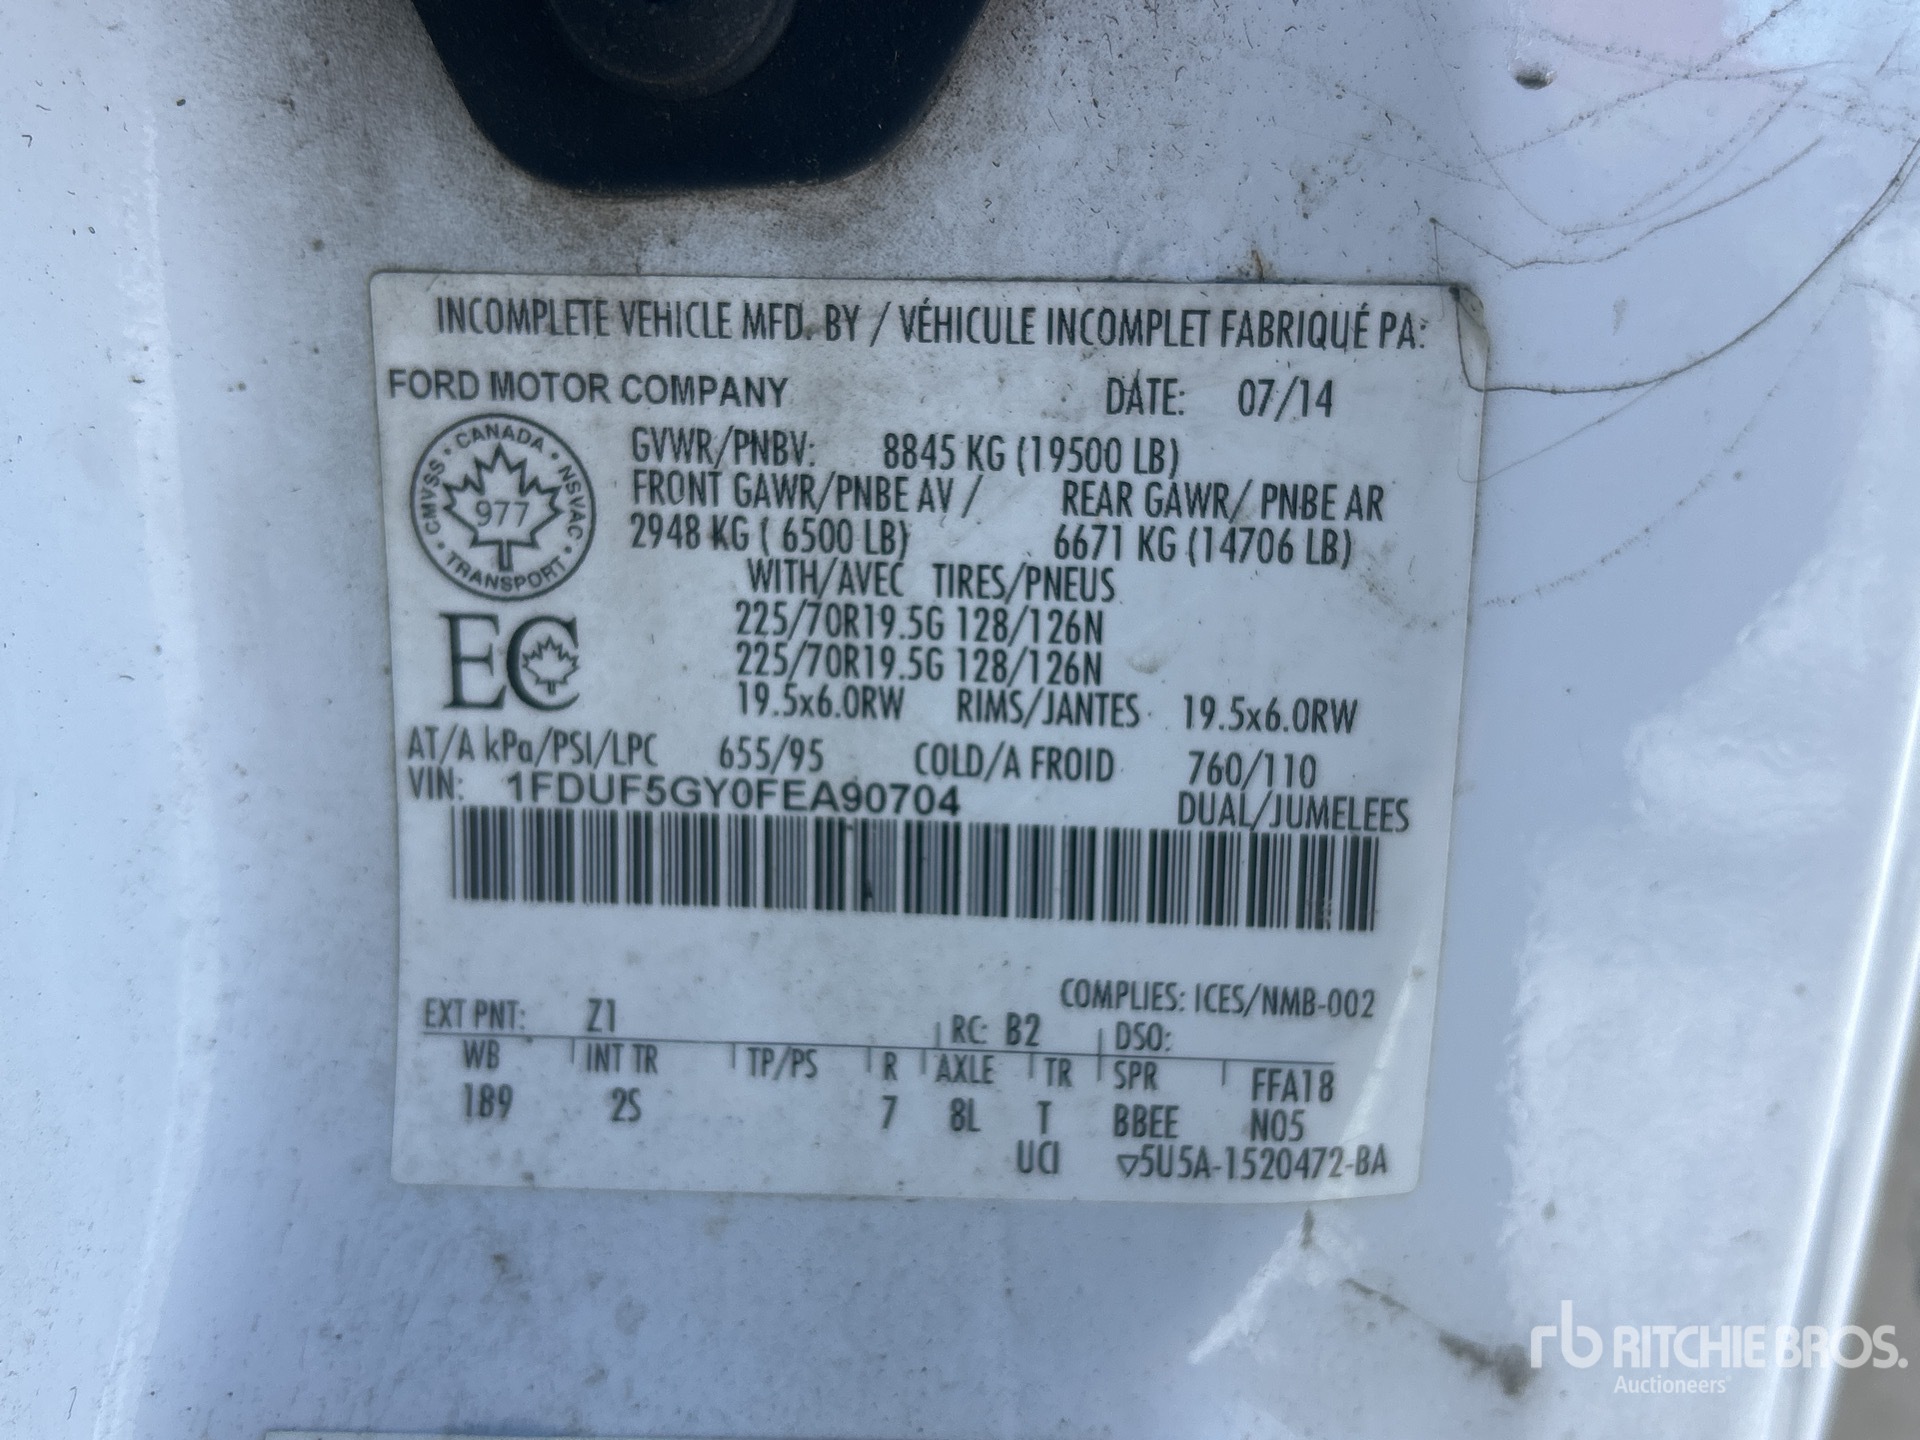 INCOMPLETE VEHICLE MFD. BY / VÉHICULE INCOMPLET FABRIQUÉ PA:
FORD MOTOR COMPANY DATE: 07/14
CANADA • NSVAC • TRANSPORT • CMVSS •
977
GVWR/PNBV: 8845 KG (19500 LB)
FRONT GAWR/PNBE AV / REAR GAWR/ PNBE AR
2948 KG ( 6500 LB) 6671 KG (14706 LB)
WITH/AVEC TIRES/PNEUS
225/70R19.5G 128/126N
225/70R19.5G 128/126N
EC
19.5x6.0RW RIMS/JANTES 19.5x6.0RW
AT/A kPa/PSI/LPC 655/95 COLD/A FROID 760/110
VIN: 1FDUF5GY0FEA90704 DUAL/JUMELEES
COMPLIES: ICES/NMB-002
EXT PNT: Z1 RC: B2 DSO:
WB INT TR TP/PS R AXLE TR SPR FFA18
189 2S 7 8L T BBEE N05
UCI ▽5U5A-1520472-BA
rb RITCHIE BROS.
Auctioneers